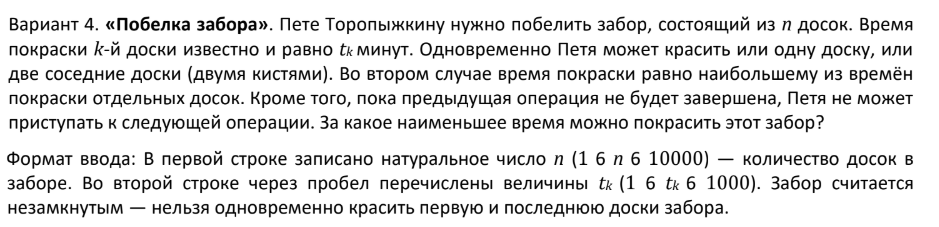 Вариант 4. «Побелка забора». Пете Торопыжкину нужно побелить забор, состоящий из n досок. Время
покраски k-й доски известно и равно tk минут. Одновременно Петя может красить или одну доску, или
две соседние доски (двумя кистями). Во втором случае время покраски равно наибольшему из времён
покраски отдельных досок. Кроме того, пока предыдущая операция не будет завершена, Петя не может
приступать к следующей операции. За какое наименьшее время можно покрасить этот забор?
Формат ввода: В первой строке записано натуральное число n (1 6 n 6 10000) — количество досок в
заборе. Во второй строке через пробел перечислены величины tk (1 6 tk 6 1000). Забор считается
незамкнутым — нельзя одновременно красить первую и последнюю доски забора.